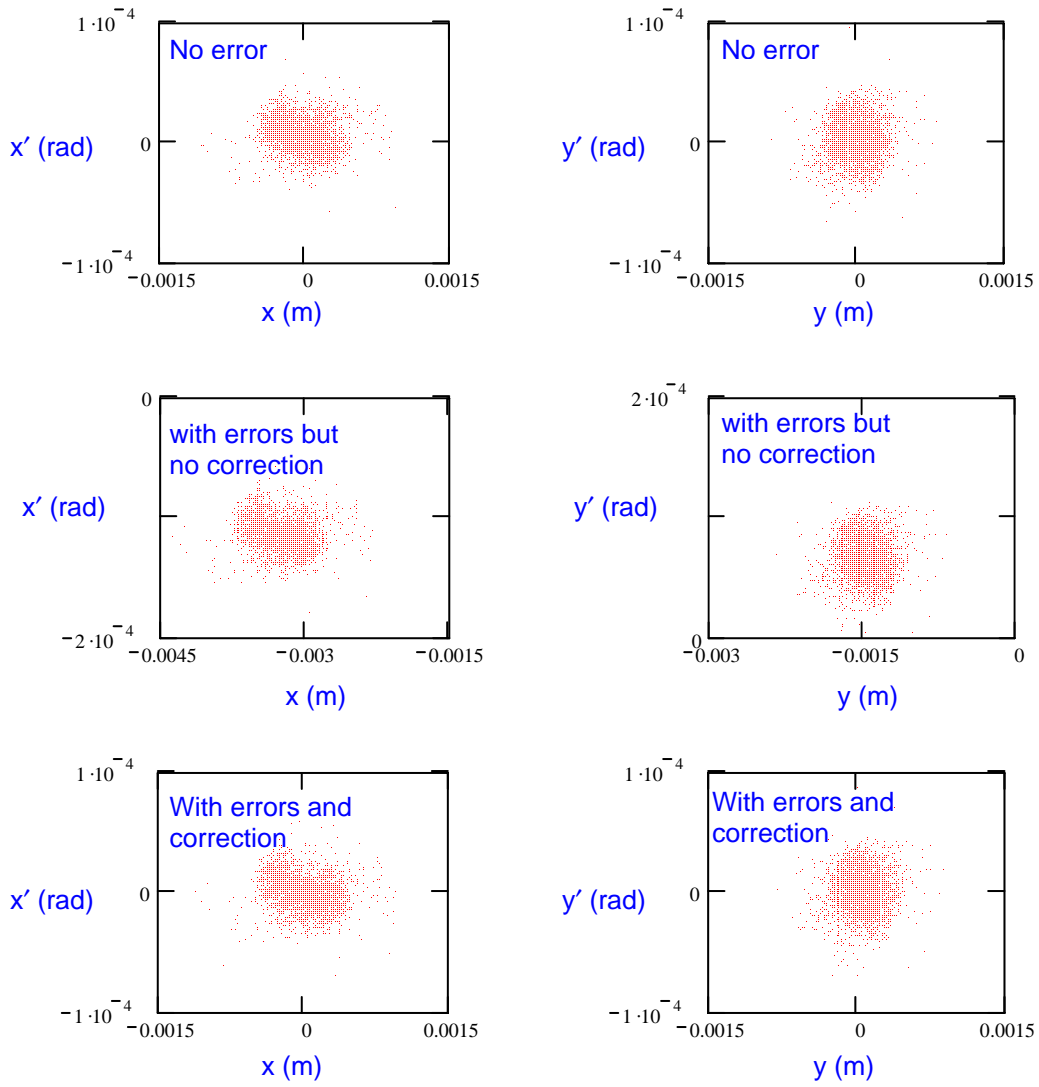 1·10⁻⁴
No error
x′ (rad)
0
−1·10⁻⁴
−0.0015
0
0.0015
x (m)
1·10⁻⁴
No error
y′ (rad)
0
−1·10⁻⁴
−0.0015
0
0.0015
y (m)
0
with errors but
no correction
x′ (rad)
−2·10⁻⁴
−0.0045
−0.003
−0.0015
x (m)
2·10⁻⁴
with errors but
no correction
y′ (rad)
0
−0.003
−0.0015
0
y (m)
1·10⁻⁴
With errors and
correction
x′ (rad)
0
−1·10⁻⁴
−0.0015
0
0.0015
x (m)
1·10⁻⁴
With errors and
correction
y′ (rad)
0
−1·10⁻⁴
−0.0015
0
0.0015
y (m)